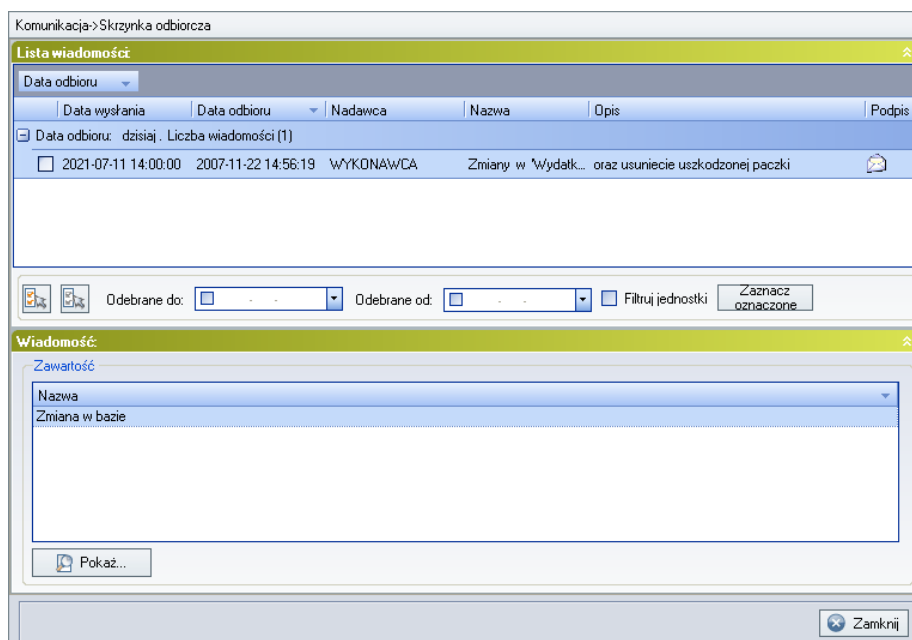 Komunikacja->Skrzynka odbiorcza
Lista wiadomości:
Data odbioru
Data wysłania Data odbioru Nadawca Nazwa Opis Podpis
Data odbioru: dzisiaj . Liczba wiadomości (1)
2021-07-11 14:00:00 2007-11-22 14:56:19 WYKONAWCA Zmiany w 'Wydatk... oraz usuniecie uszkodzonej paczki
Odebrane do: . . Odebrane od: . . Filtruj jednostki Zaznacz oznaczone
Wiadomość:
Zawartość
Nazwa
Zmiana w bazie
Pokaż...
Zamknij